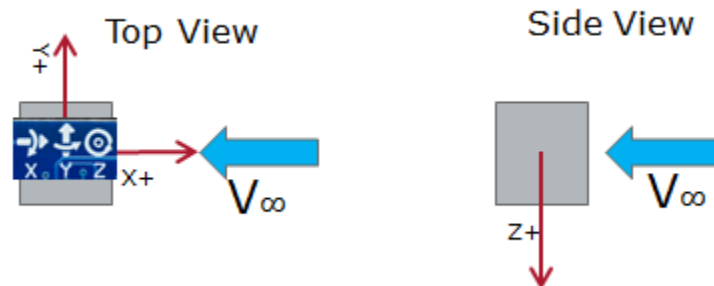 Top View
Side View
Y+
X Y Z
X+
V∞
Z+
V∞